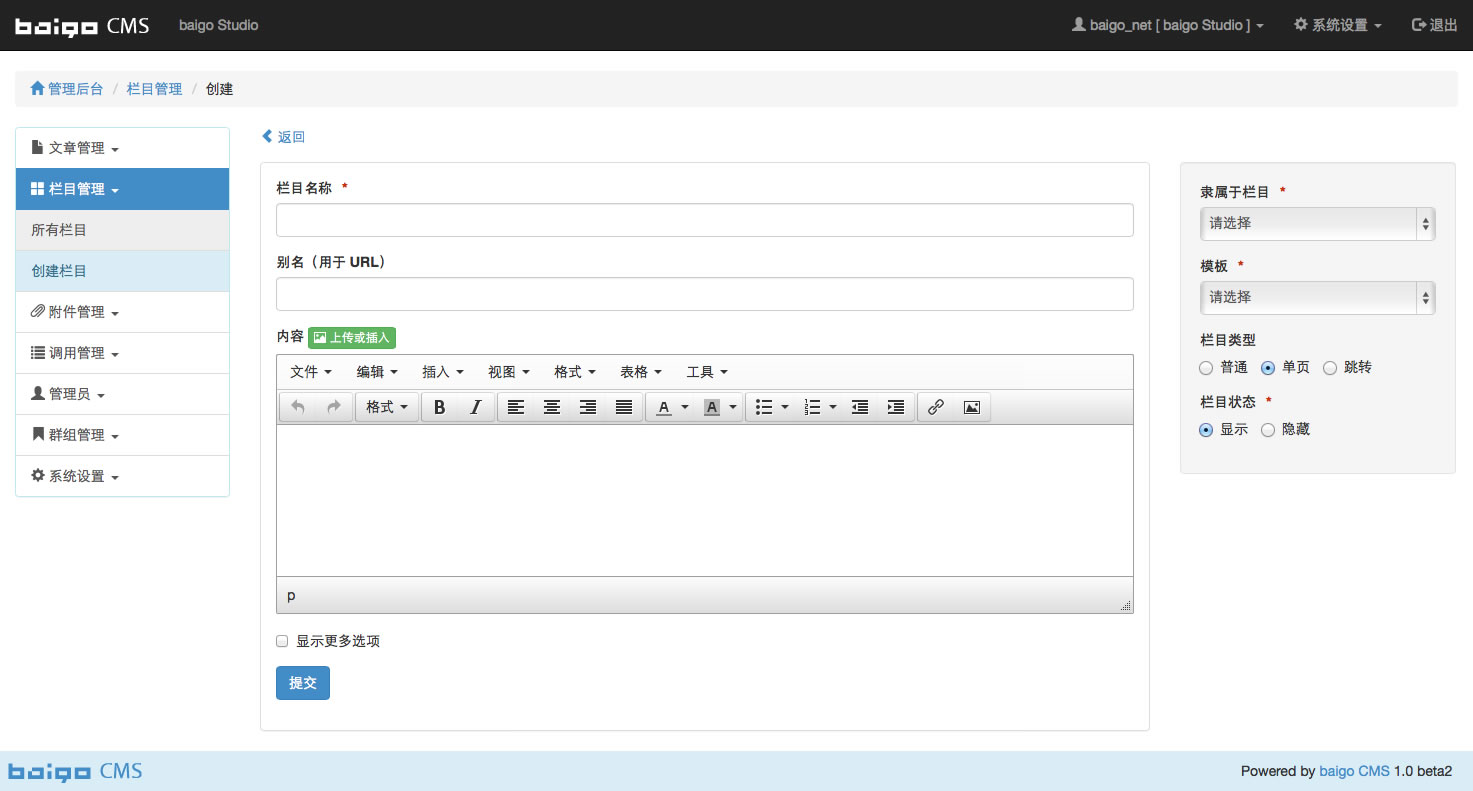 baigo CMS baigo Studio baigo_net [ baigo Studio ] 系统设置 退出
管理后台 / 栏目管理 / 创建
文章管理
栏目管理
所有栏目
创建栏目
附件管理
调用管理
管理员
群组管理
系统设置
返回
栏目名称 *
别名（用于 URL）
内容 上传或插入
文件 编辑 插入 视图 格式 表格 工具
格式 B I A A
p
显示更多选项
提交
隶属于栏目 *
请选择
模板 *
请选择
栏目类型
普通 单页 跳转
栏目状态 *
显示 隐藏
baigo CMS Powered by baigo CMS 1.0 beta2